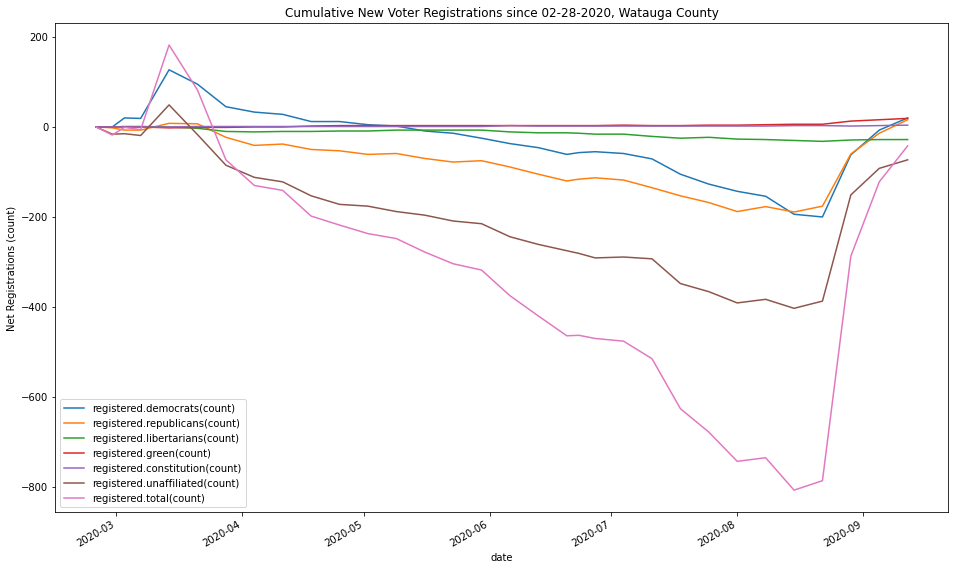 Cumulative New Voter Registrations since 02-28-2020, Watauga County
200
0
−200
−400
−600
−800
Net Registrations (count)
registered.democrats(count)
registered.republicans(count)
registered.libertarians(count)
registered.green(count)
registered.constitution(count)
registered.unaffiliated(count)
registered.total(count)
2020-03
2020-04
2020-05
2020-06
2020-07
2020-08
2020-09
date